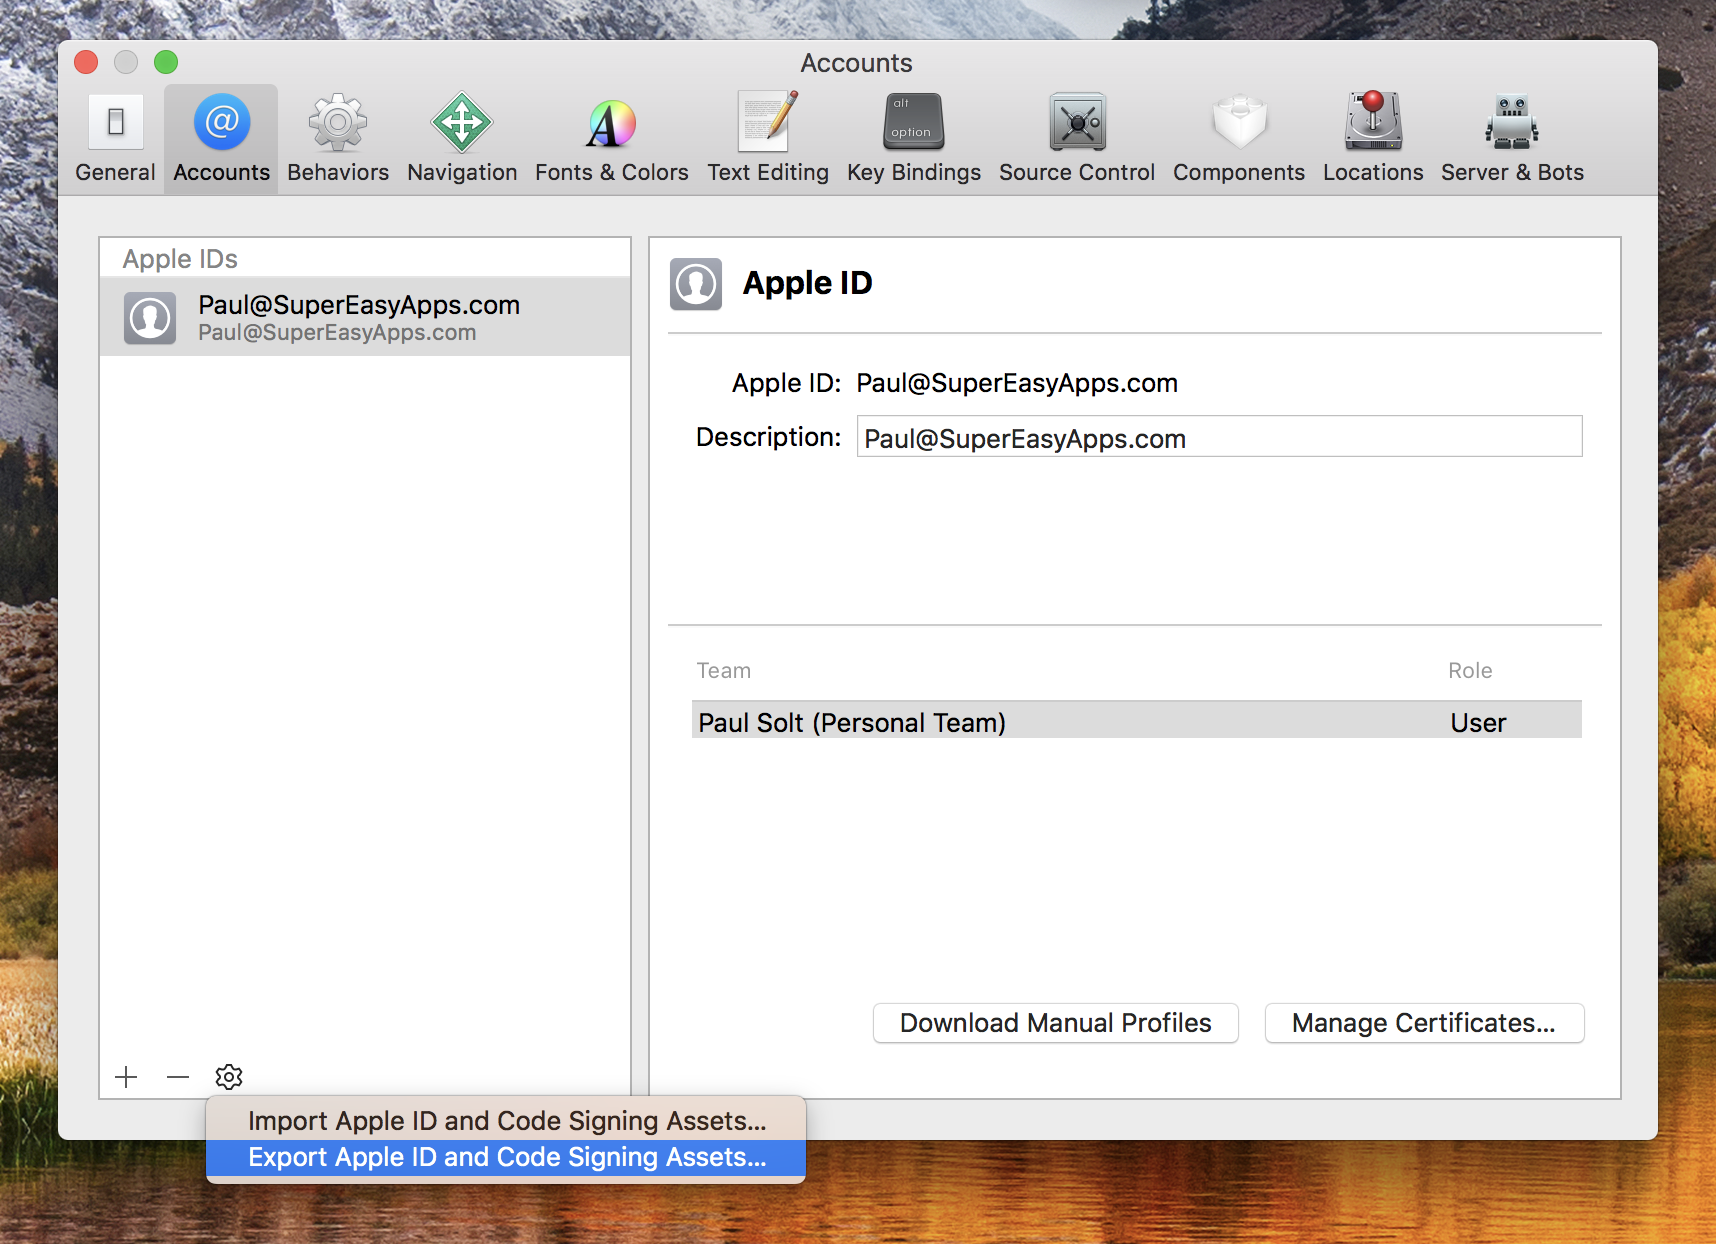 Accounts
General
Accounts
Behaviors
Navigation
Fonts & Colors
Text Editing
alt
option
Key Bindings
Source Control
Components
Locations
Server & Bots
Apple IDs
Paul@SuperEasyApps.com
Paul@SuperEasyApps.com
Apple ID
Apple ID: Paul@SuperEasyApps.com
Description: Paul@SuperEasyApps.com
Team Role
Paul Solt (Personal Team) User
Download Manual Profiles
Manage Certificates...
Import Apple ID and Code Signing Assets...
Export Apple ID and Code Signing Assets...